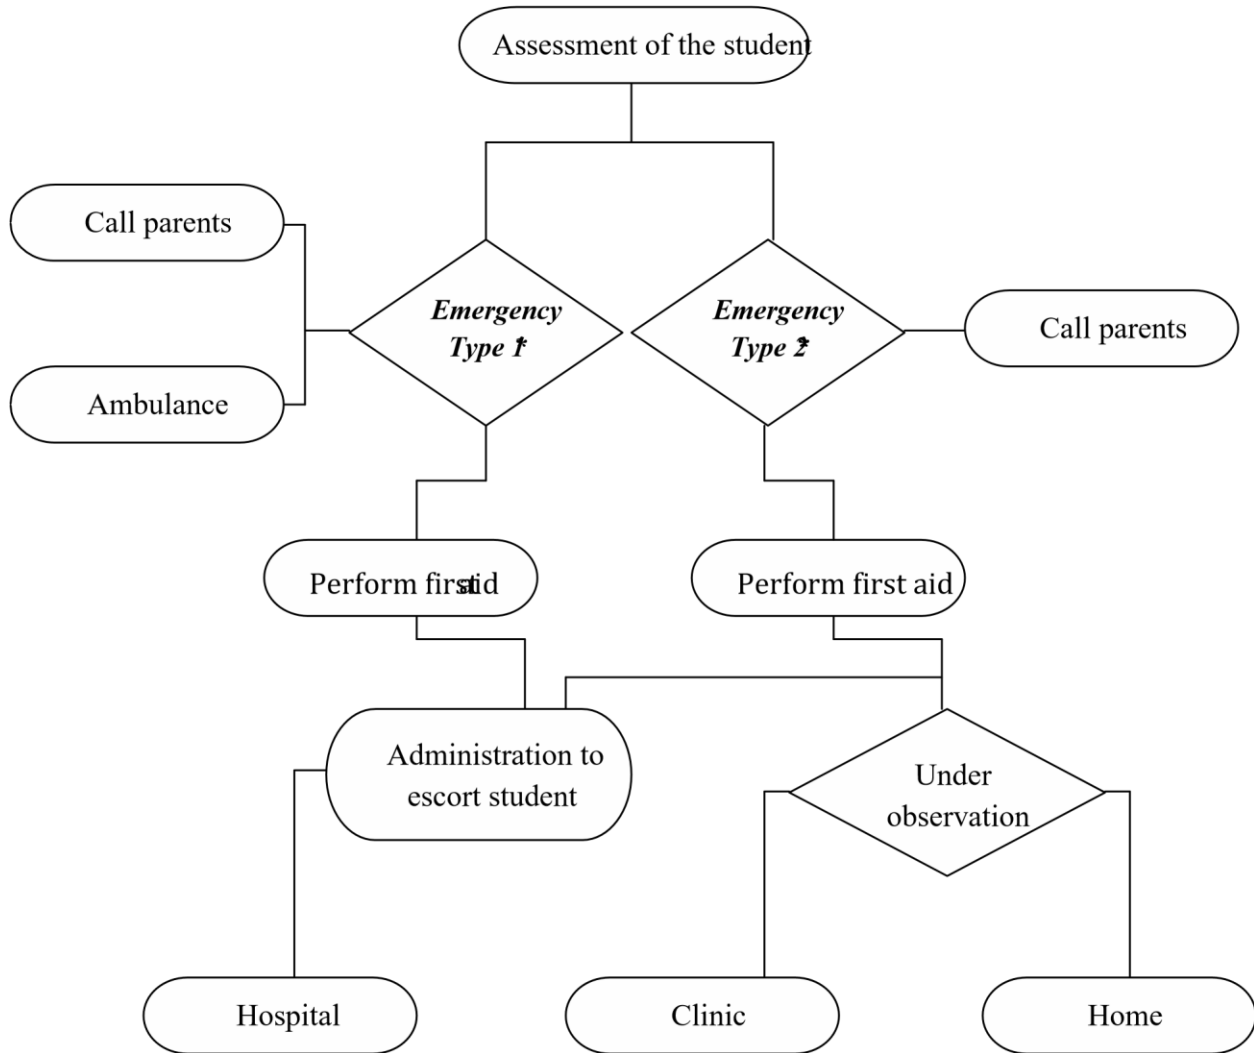 Assessment of the student
Call parents
Emergency
Type 1*
Emergency
Type 2*
Call parents
Ambulance
Perform first aid
Perform first aid
Administration to
escort student
Under
observation
Hospital
Clinic
Home